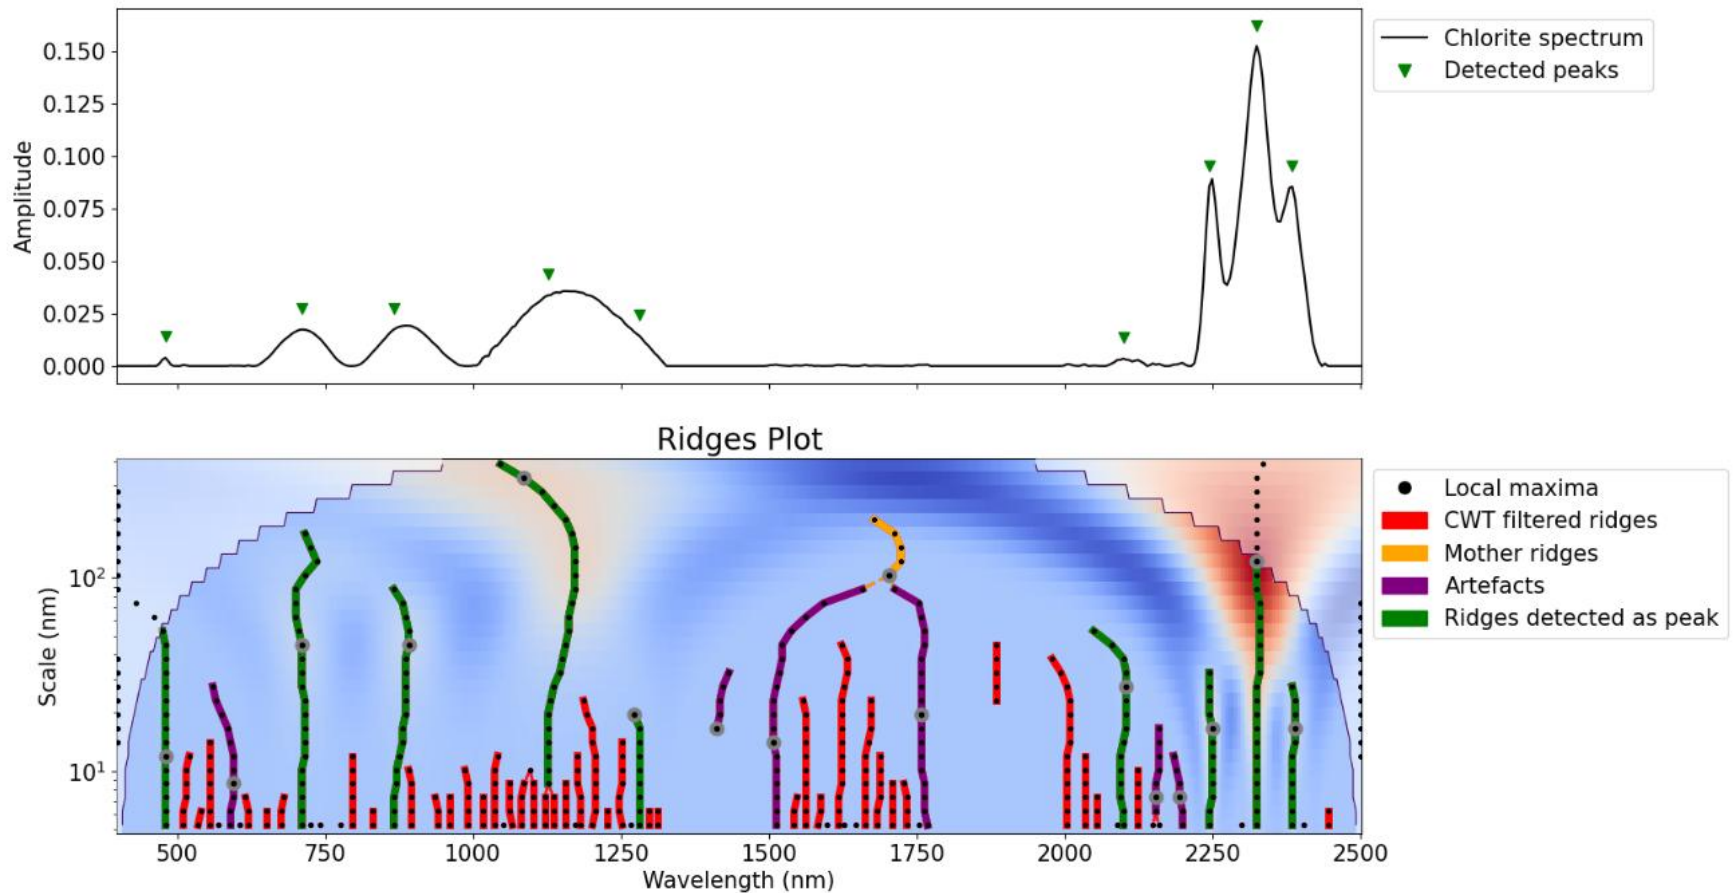 0.150
0.125
0.100
0.075
0.050
0.025
0.000
Amplitude
Chlorite spectrum
Detected peaks
Ridges Plot
10²
10¹
Scale (nm)
500 750 1000 1250 1500 1750 2000 2250 2500
Wavelength (nm)
Local maxima
CWT filtered ridges
Mother ridges
Artefacts
Ridges detected as peak